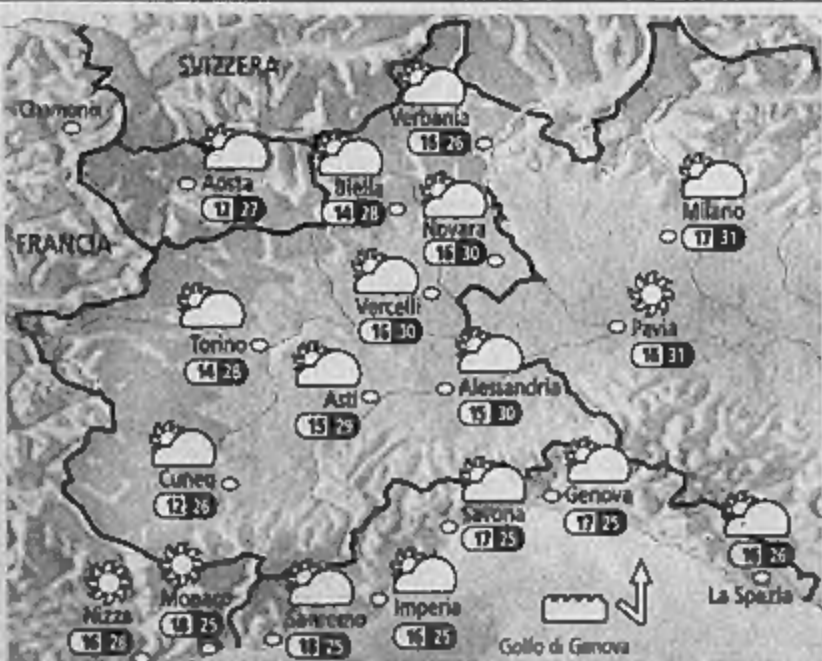 SVIZZERA
Chamonix
Verbania
16 26
Aosta
12 27
Biella
14 28
Milano
17 31
Novara
16 30
FRANCIA
Vercelli
16 30
Pavia
31
Torino
14 28
Asti
15 29
Alessandria
15 30
Cuneo
12 26
Savona
17 25
Genova
17 25
16 26
La Spezia
Nizza
16 28
Monaco
18 25
Sanremo
18 25
Imperia
16 25
Golfo di Genova